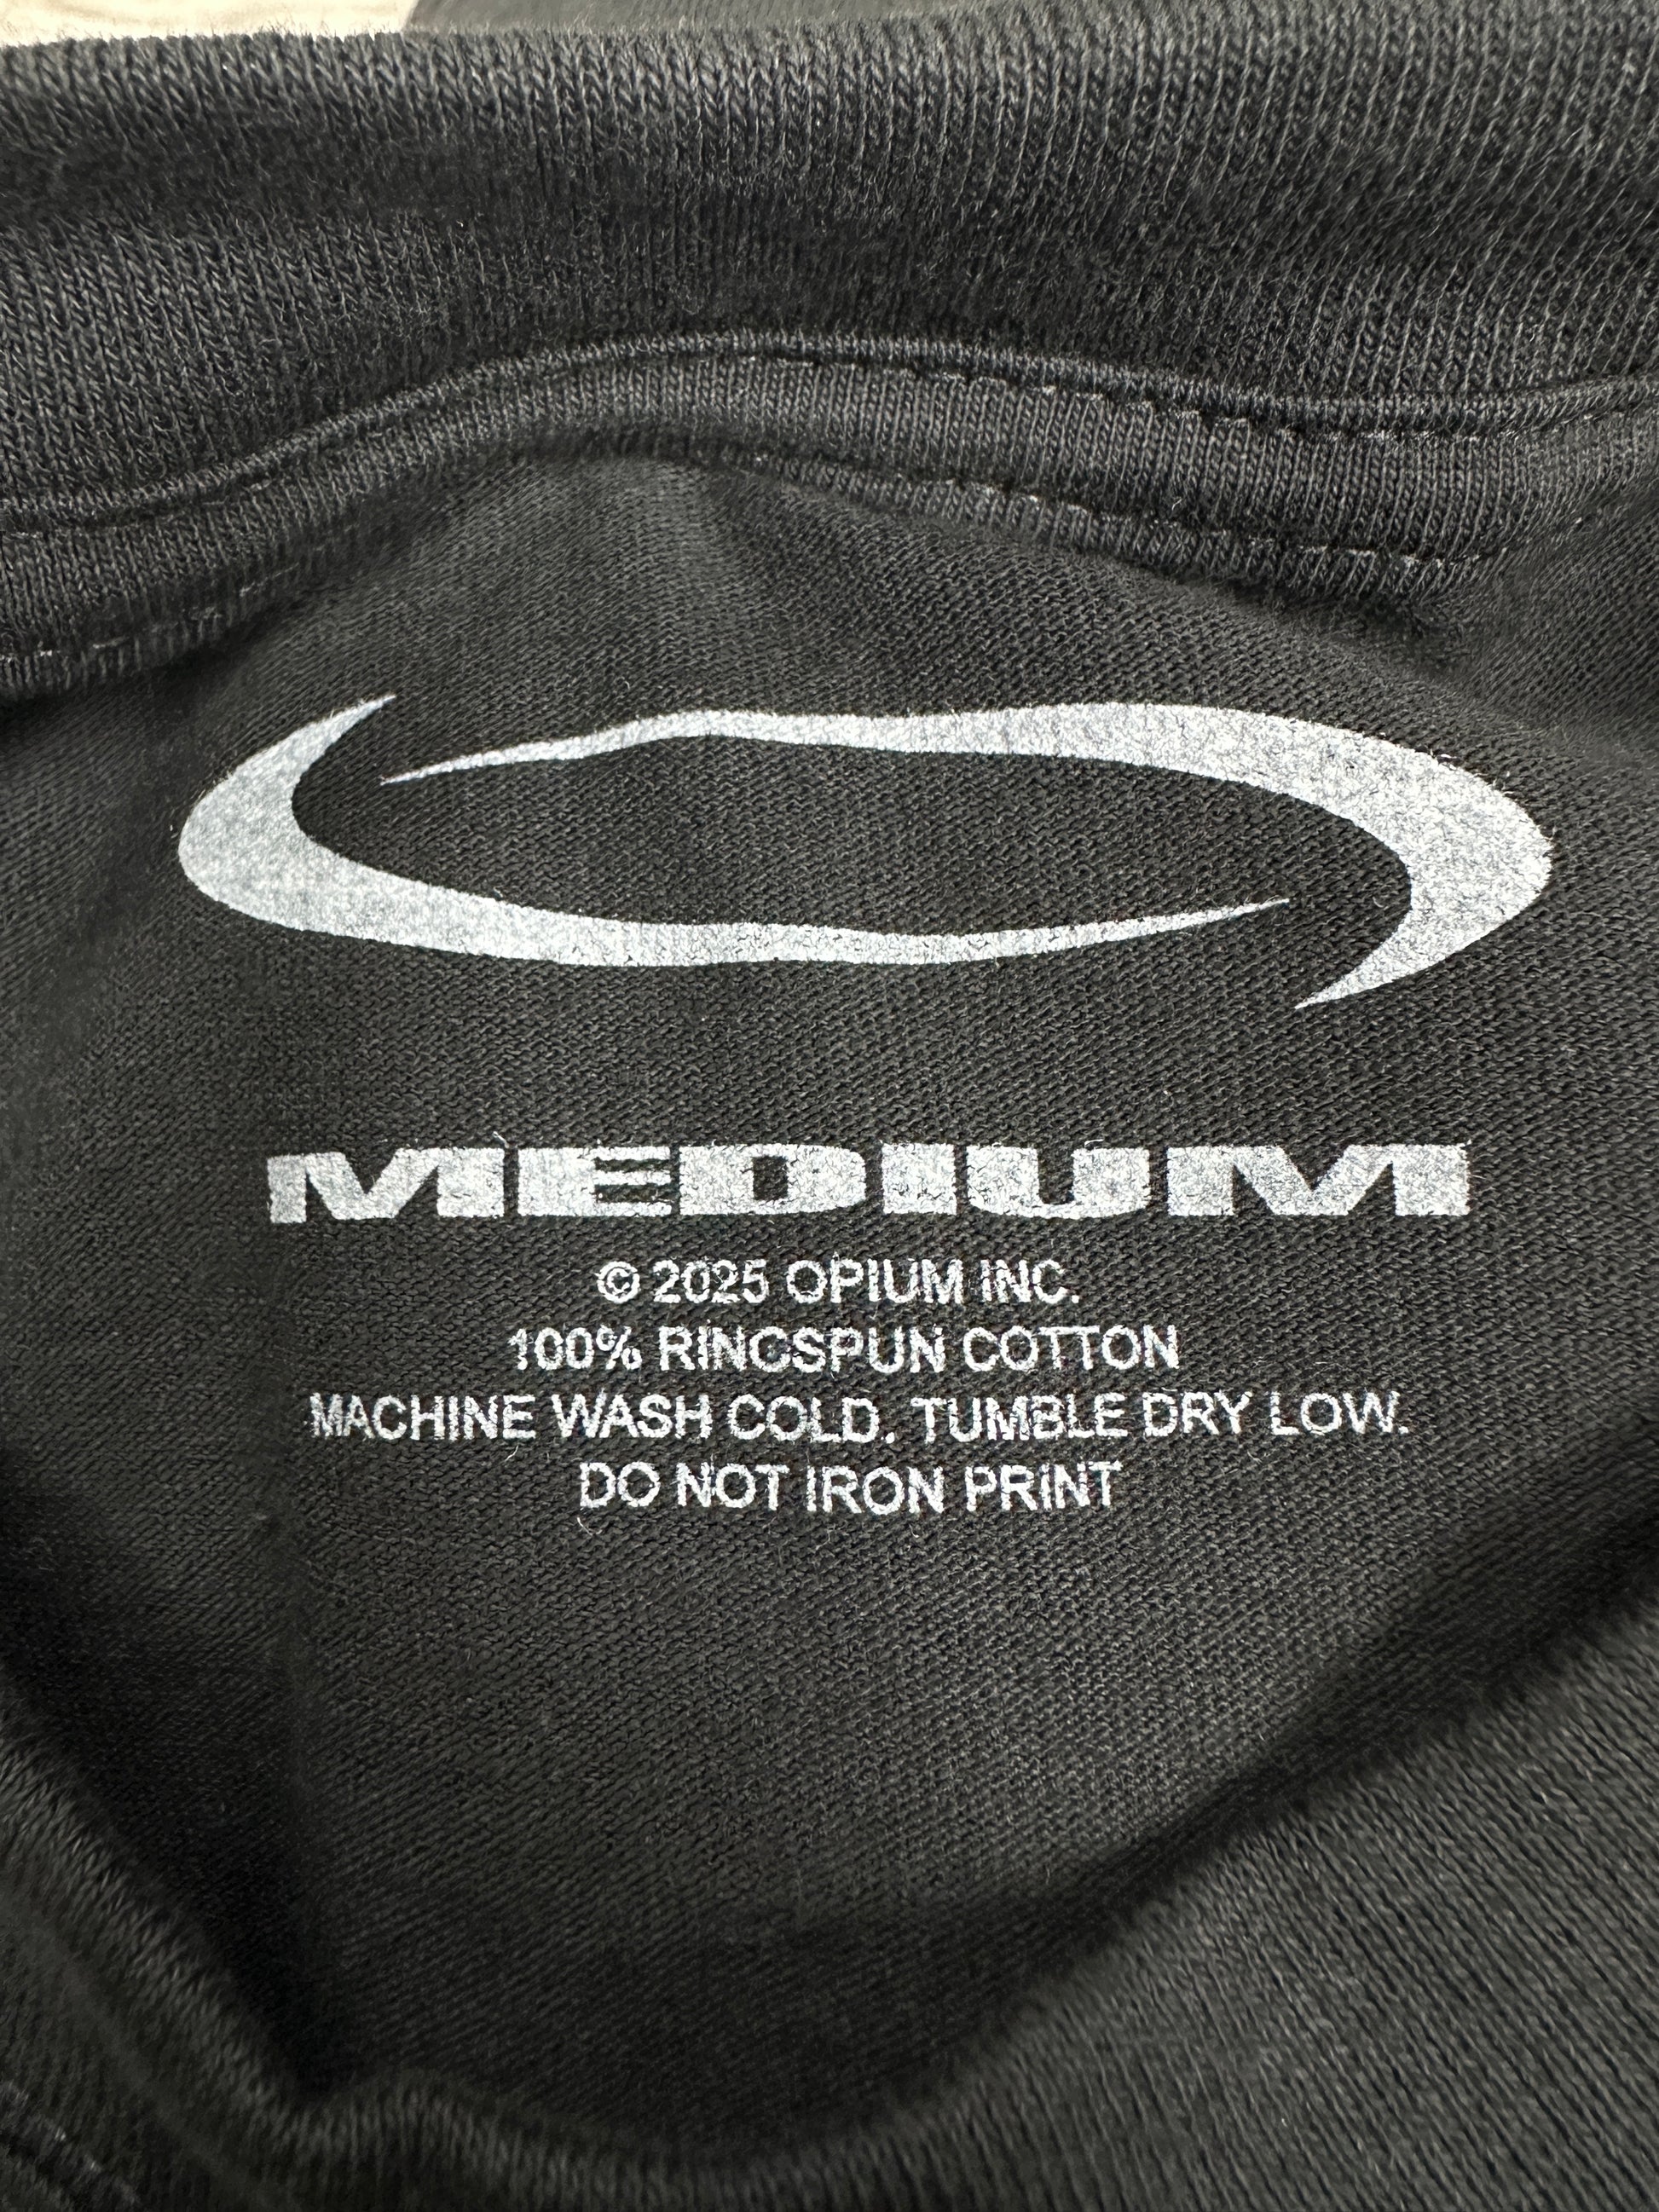 MEDIUM
© 2025 OPIUM INC.
100% RINGSPUN COTTON
MACHINE WASH COLD. TUMBLE DRY LOW.
DO NOT IRON PRINT